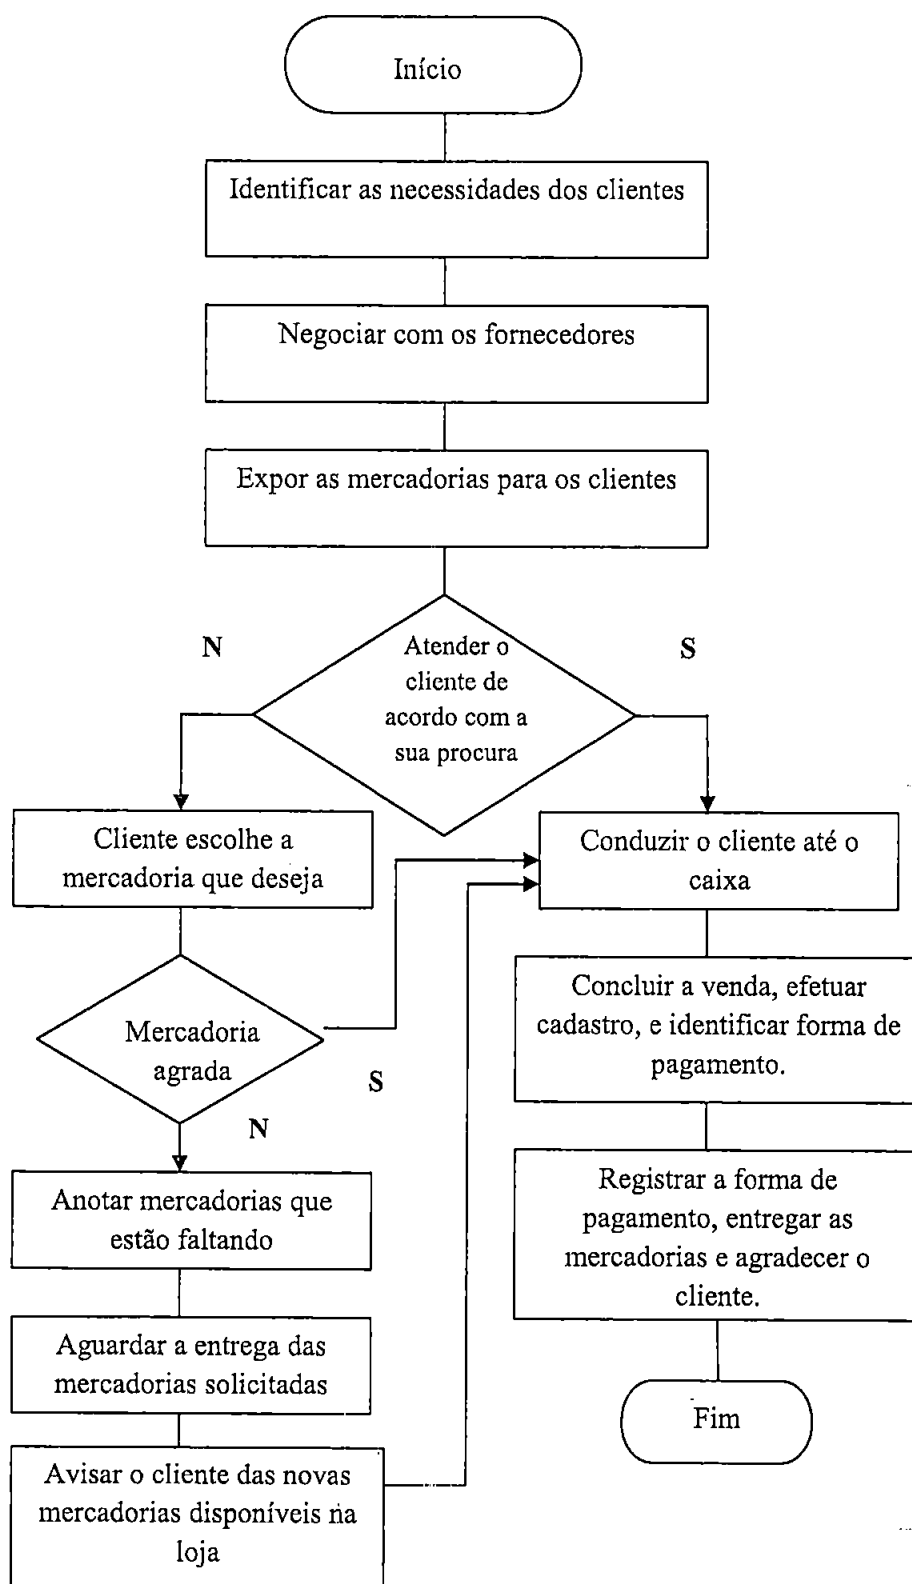 Início
Identificar as necessidades dos clientes
Negociar com os fornecedores
Expor as mercadorias para os clientes
N
S
Atender o
cliente de
acordo com a
sua procura
Cliente escolhe a
mercadoria que deseja
Conduzir o cliente até o
caixa
Mercadoria
agrada
S
N
Concluir a venda, efetuar
cadastro, e identificar forma de
pagamento.
Anotar mercadorias que
estão faltando
Registrar a forma de
pagamento, entregar as
mercadorias e agradecer o
cliente.
Aguardar a entrega das
mercadorias solicitadas
Fim
Avisar o cliente das novas
mercadorias disponíveis na
loja